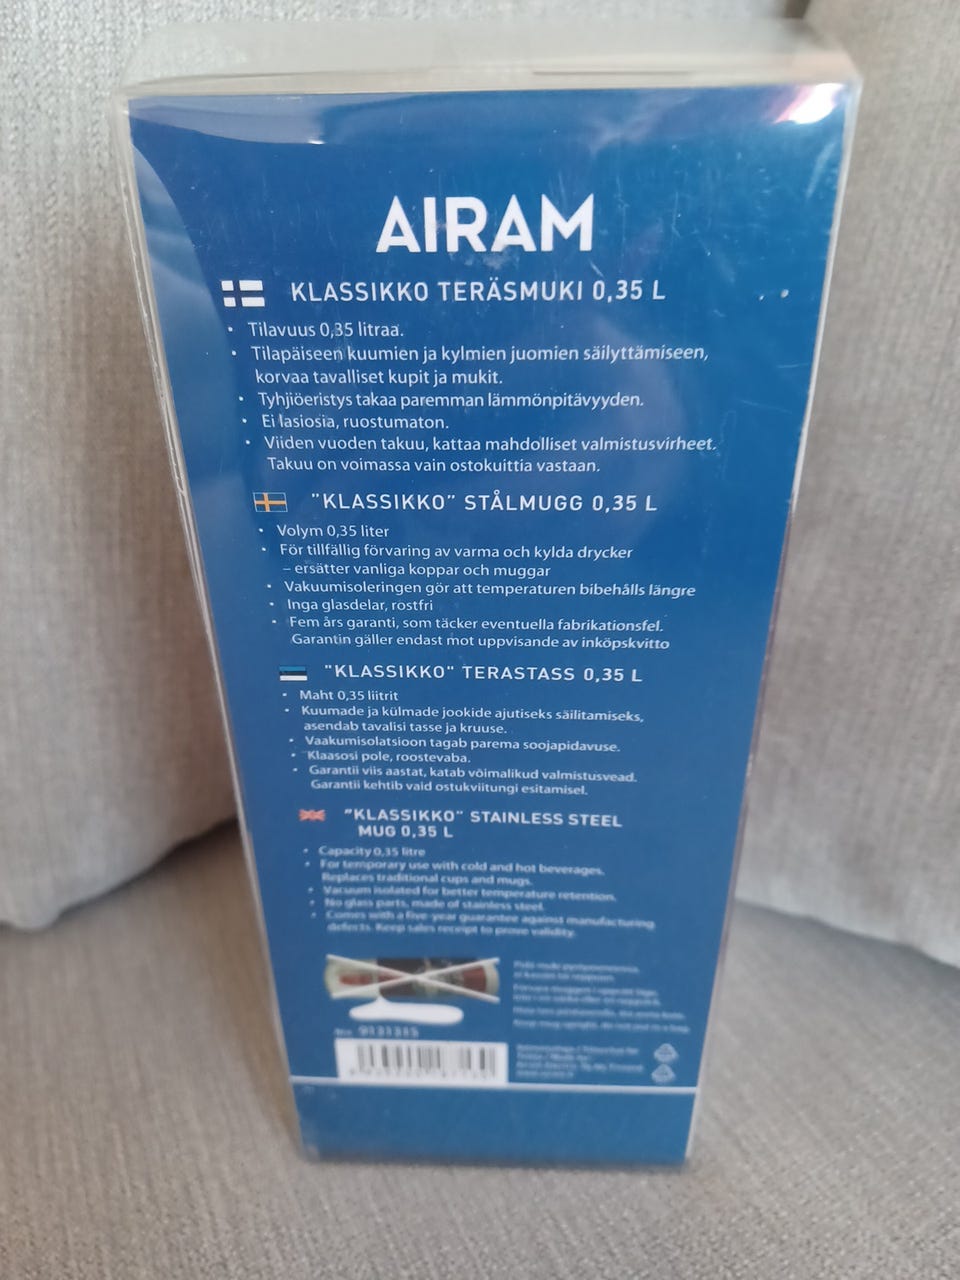 AIRAM
KLASSIKKO TERÄSMUKI 0,35 L
• Tilavuus 0,35 litraa.
• Tilapäiseen kuumien ja kylmien juomien säilyttämiseen,
korvaa tavalliset kupit ja mukit.
• Tyhjiöeristys takaa paremman lämmönpitävyyden.
• Ei lasiosia, ruostumaton.
• Viiden vuoden takuu, kattaa mahdolliset valmistusvirheet.
Takuu on voimassa vain ostokuittia vastaan.
"KLASSIKKO" STÅLMUGG 0,35 L
• Volym 0,35 liter
• För tillfällig förvaring av varma och kylda drycker
– ersätter vanliga koppar och muggar
• Vakuumisoleringen gör att temperaturen bibehålls längre
• Inga glasdelar, rostfri
• Fem års garanti, som täcker eventuella fabrikationsfel.
Garantin gäller endast mot uppvisande av inköpskvitto
"KLASSIKKO" TERASTASS 0,35 L
• Maht 0,35 liitrit
• Kuumade ja külmade jookide ajutiseks säilitamiseks,
asendab tavalisi tasse ja kruuse.
• Vaakumisolatsioon tagab parema soojapidavuse.
• Klaasosi pole, roostevaba.
• Garantii viis aastat, katab võimalikud valmistusvead.
Garantii kehtib vaid ostukviitungi esitamisel.
"KLASSIKKO" STAINLESS STEEL
MUG 0,35 L
• Capacity 0,35 litre
• For temporary use with cold and hot beverages.
Replaces traditional cups and mugs.
• Vacuum isolated for better temperature retention.
• No glass parts, made of stainless steel.
• Comes with a five-year guarantee against manufacturing
defects. Keep sales receipt to prove validity.
9131315